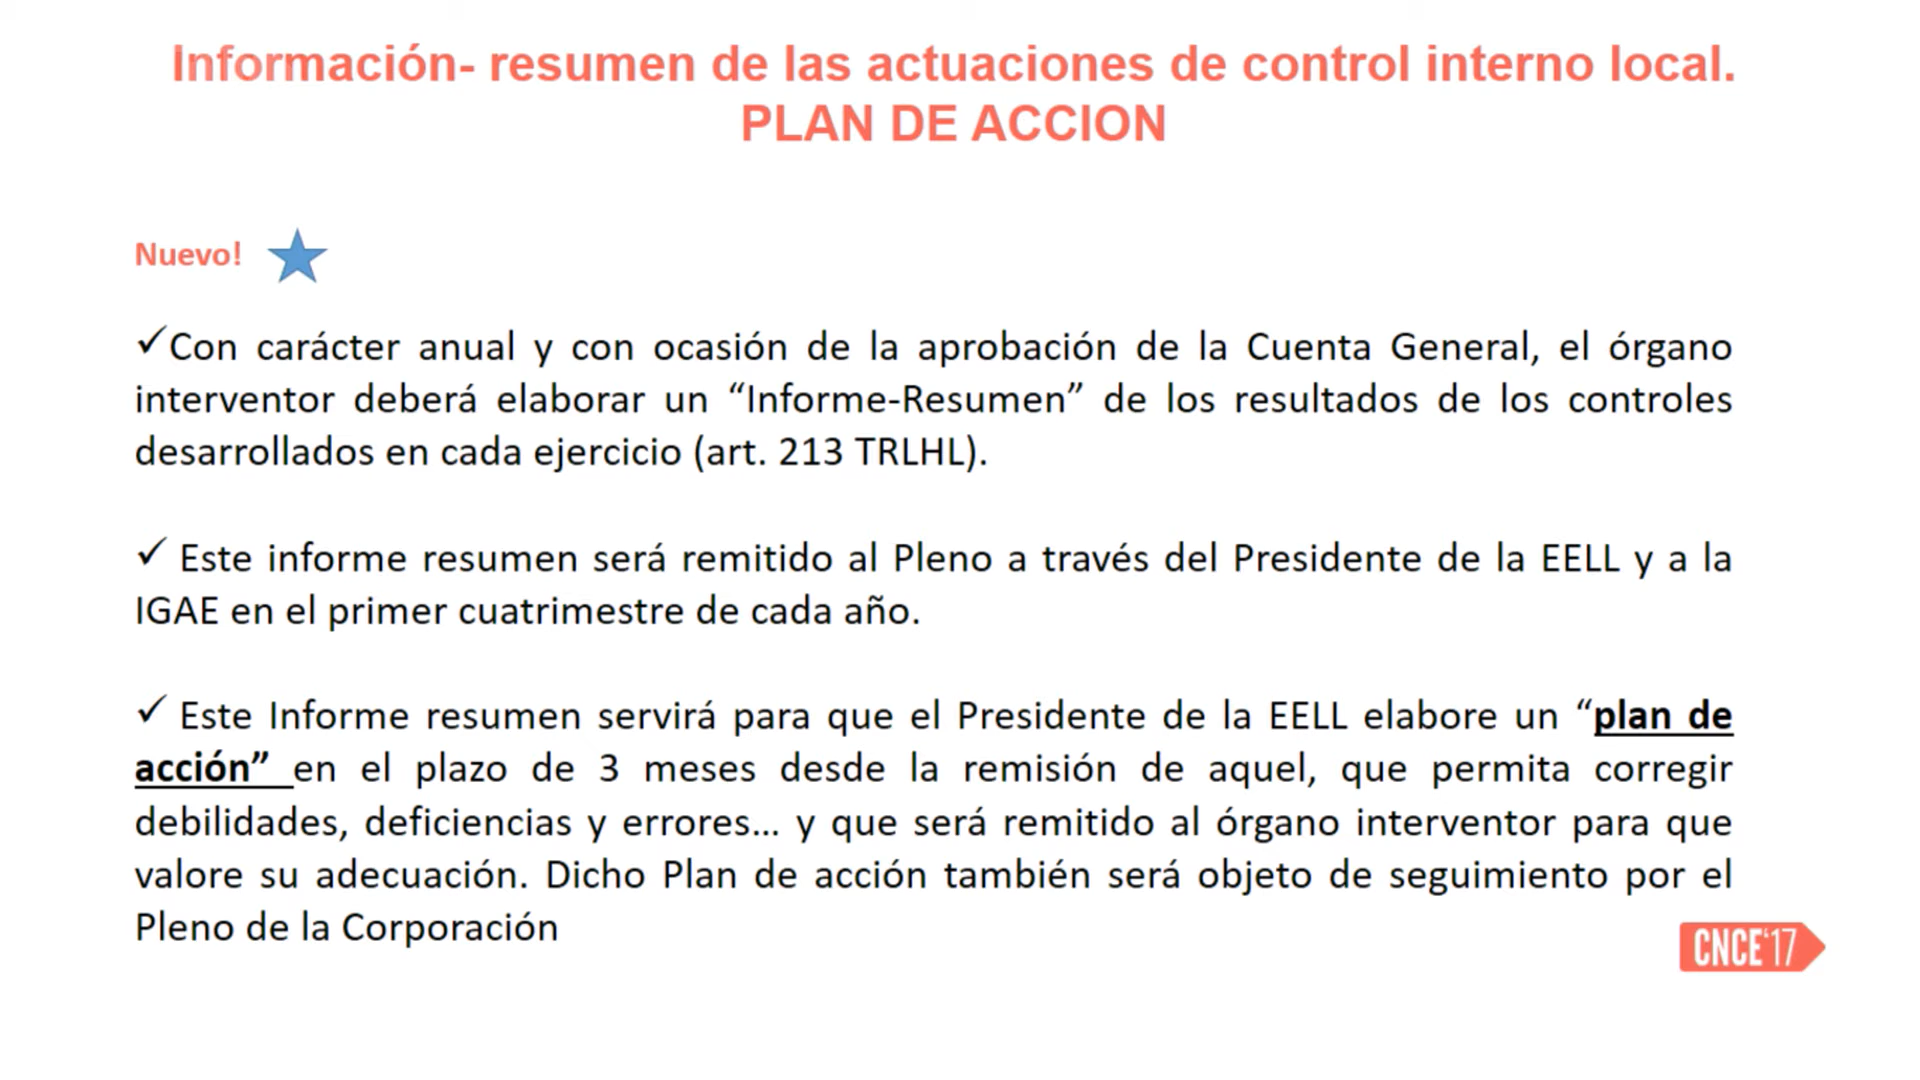 Información- resumen de las actuaciones de control interno local.
PLAN DE ACCION
Nuevo!
✓Con carácter anual y con ocasión de la aprobación de la Cuenta General, el órgano
interventor deberá elaborar un “Informe-Resumen” de los resultados de los controles
desarrollados en cada ejercicio (art. 213 TRLHL).
✓ Este informe resumen será remitido al Pleno a través del Presidente de la EELL y a la
IGAE en el primer cuatrimestre de cada año.
✓ Este Informe resumen servirá para que el Presidente de la EELL elabore un “plan de
acción” en el plazo de 3 meses desde la remisión de aquel, que permita corregir
debilidades, deficiencias y errores... y que será remitido al órgano interventor para que
valore su adecuación. Dicho Plan de acción también será objeto de seguimiento por el
Pleno de la Corporación
CNCE'17